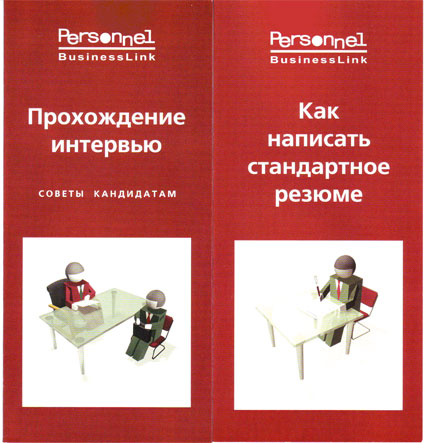 Personnel
BusinessLink
Прохождение
интервью
СОВЕТЫ КАНДИДАТАМ
Personnel
BusinessLink
Как
написать
стандартное
резюме